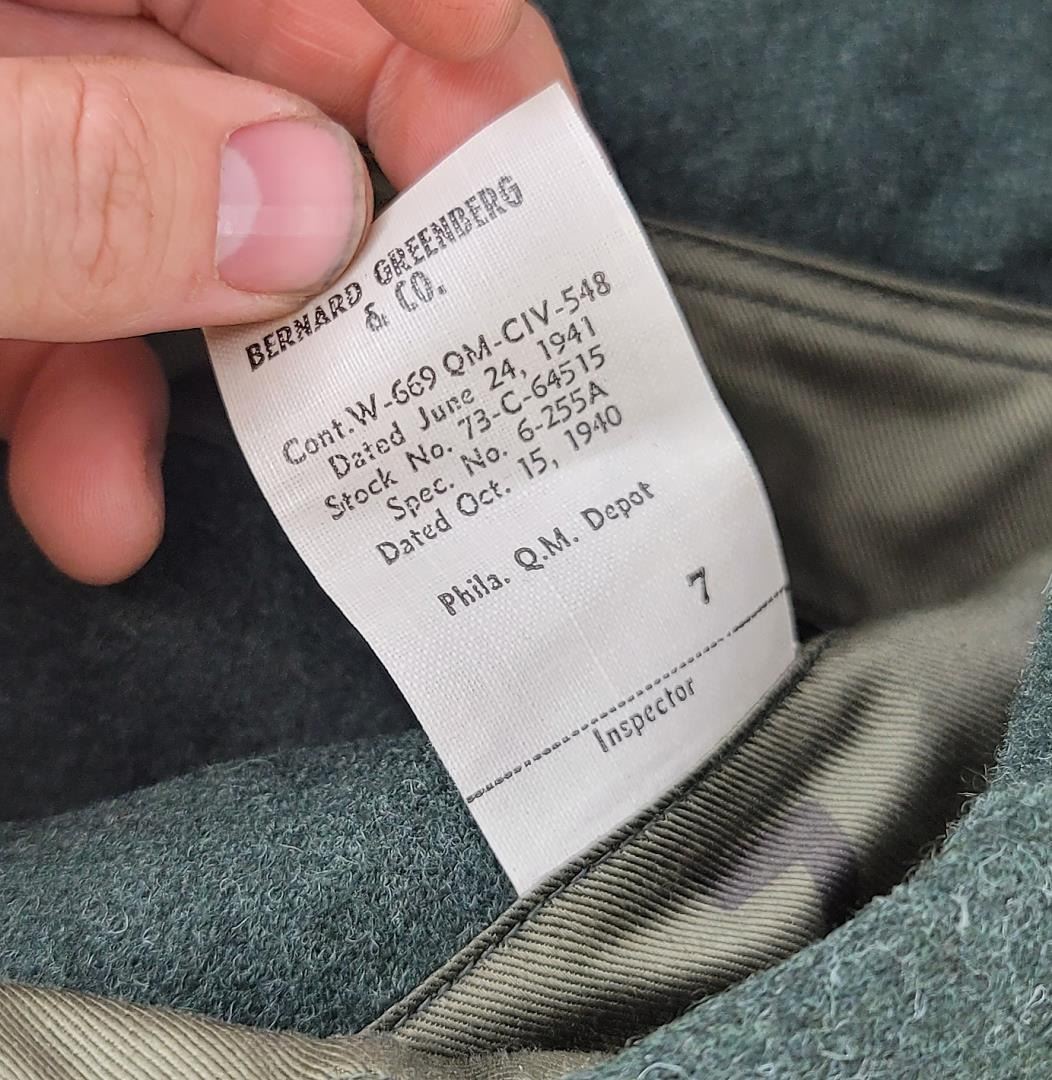 BERNARD GREENBERG
& CO.
Cont. W-669 QM-CIV-548
Dated June 24, 1941
Stock No. 73-C-64515
Spec. No. 6-255A
Dated Oct. 15, 1940
Phila. Q.M. Depot
7
Inspector